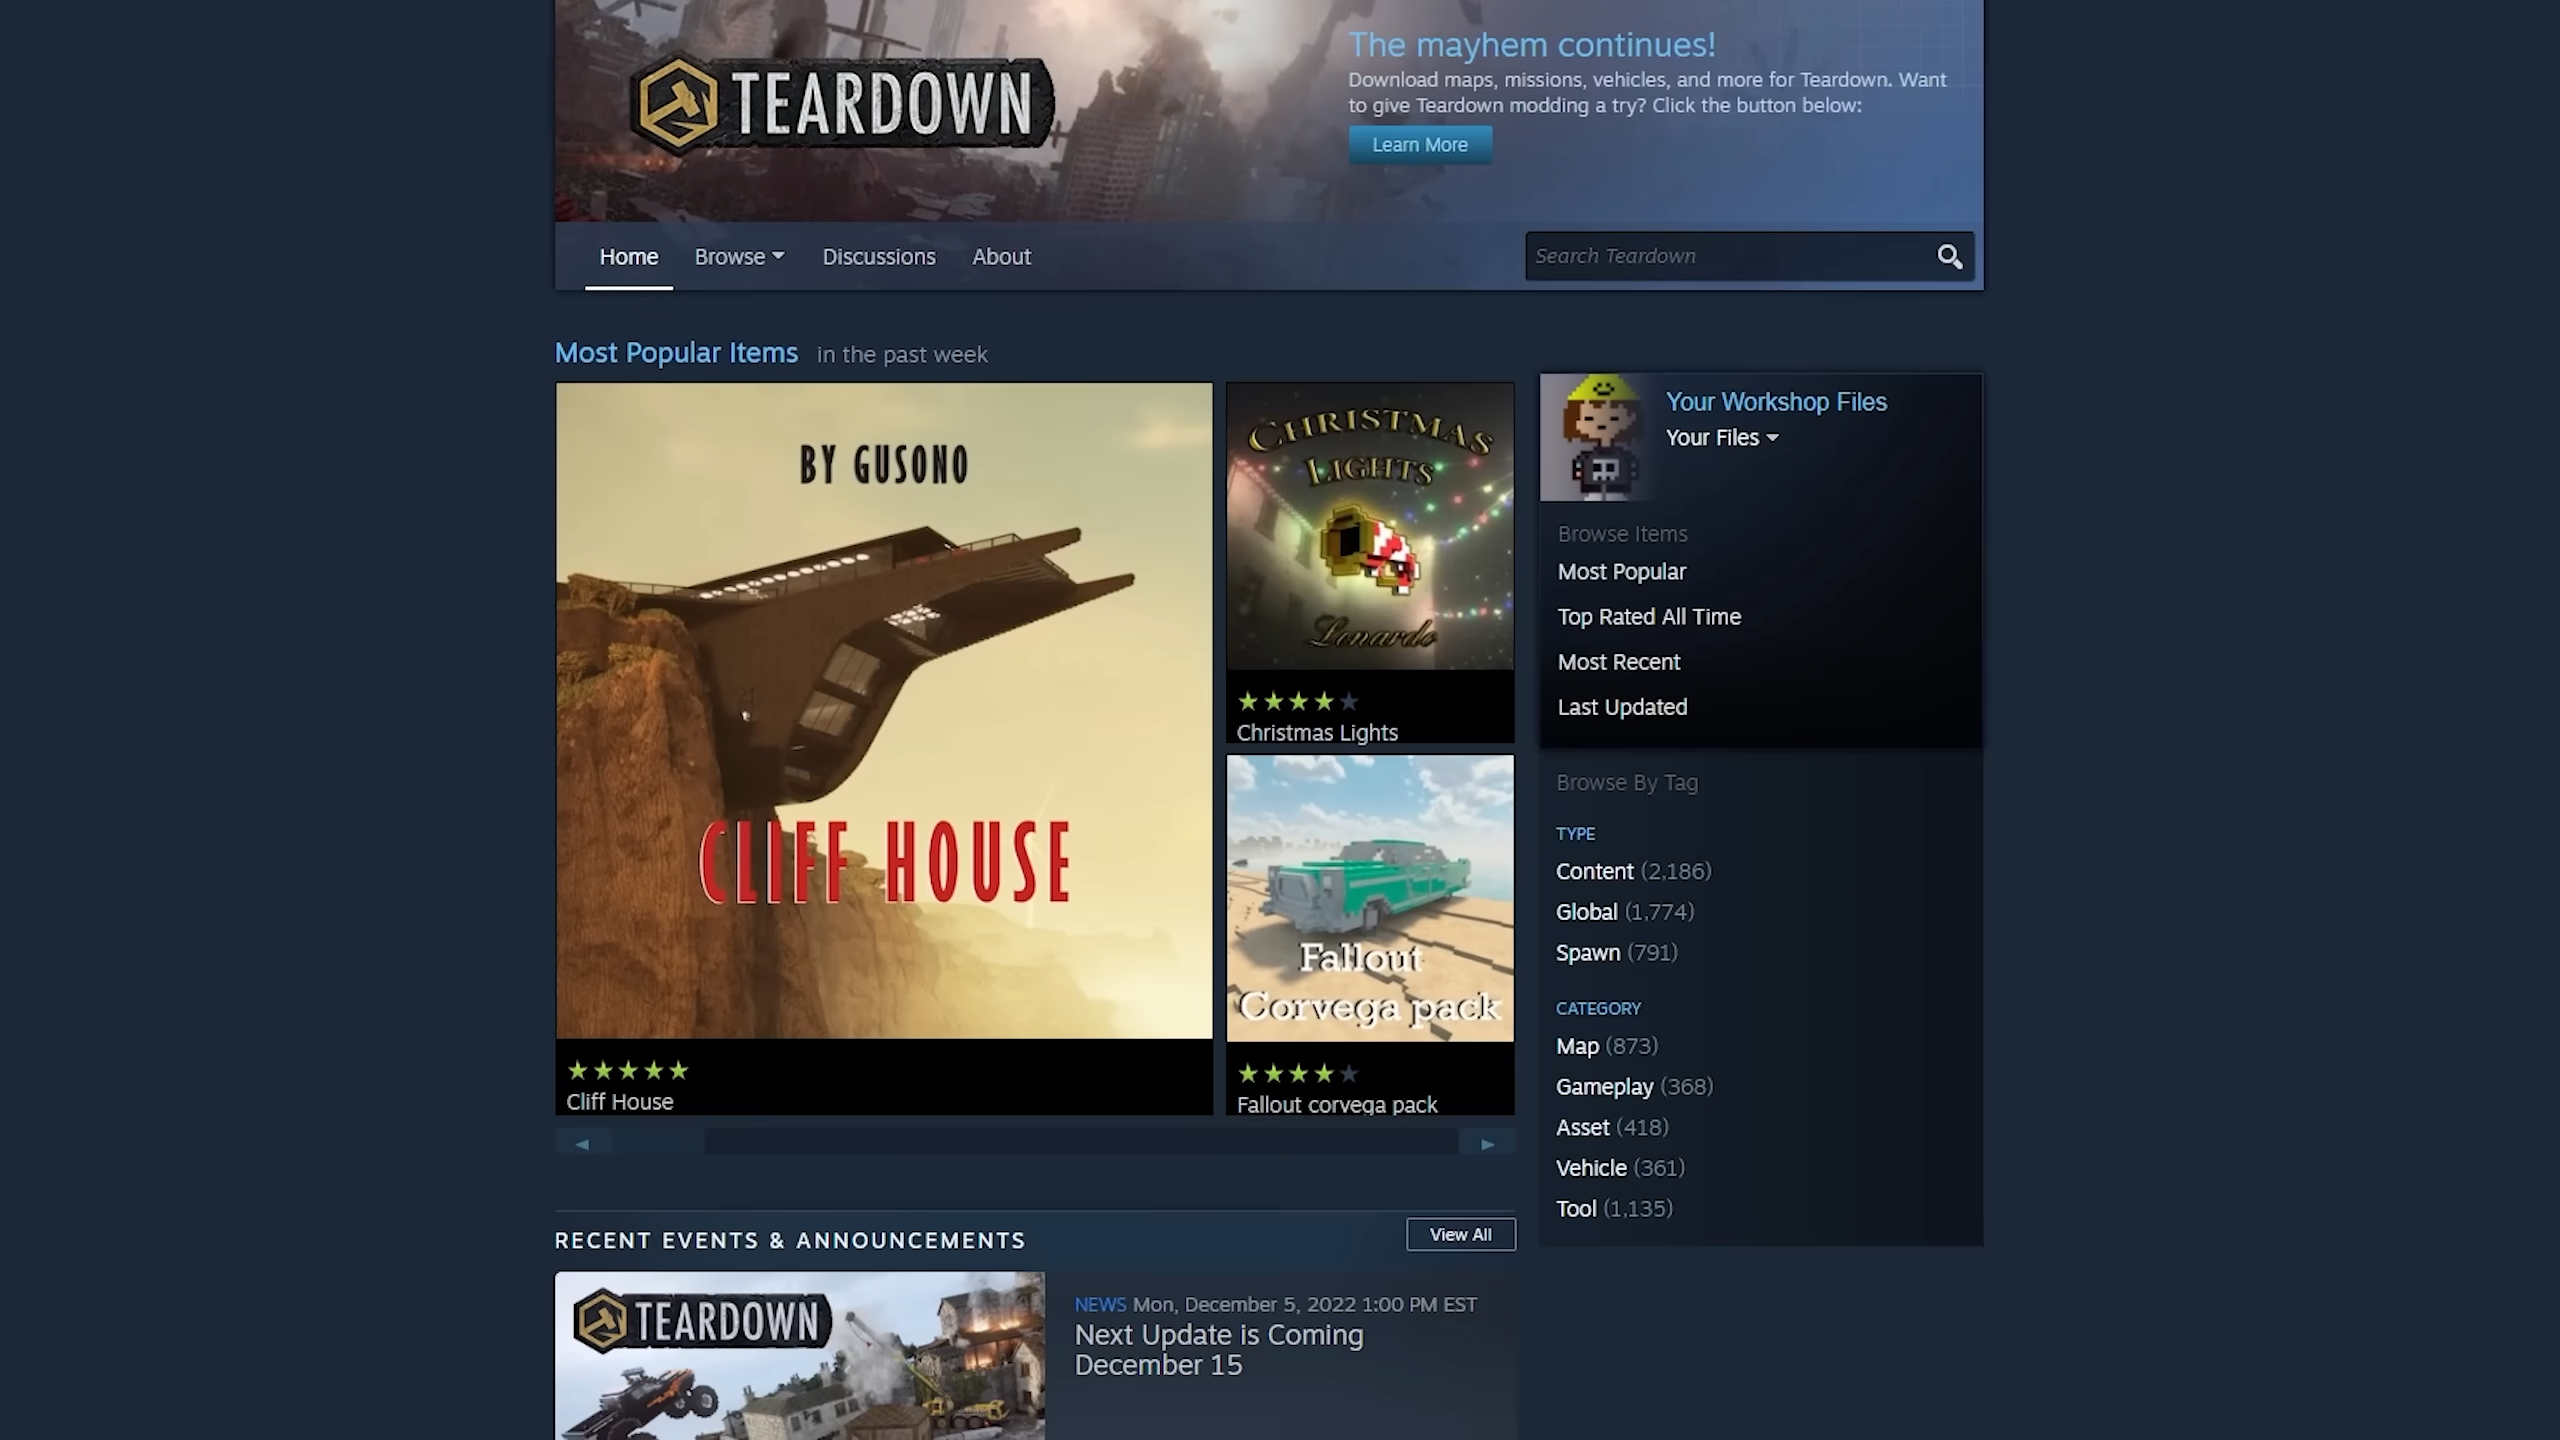 TEARDOWN
The mayhem continues!
Download maps, missions, vehicles, and more for Teardown. Want
to give Teardown modding a try? Click the button below:
Learn More
Home
Browse
Discussions
About
Search Teardown
Most Popular Items in the past week
BY GUSONO
CLIFF HOUSE
Cliff House
CHRISTMAS
LIGHTS
Lonardo
Christmas Lights
Fallout
Corvega pack
Fallout corvega pack
Your Workshop Files
Your Files
Browse Items
Most Popular
Top Rated All Time
Most Recent
Last Updated
Browse By Tag
TYPE
Content (2,186)
Global (1,774)
Spawn (791)
CATEGORY
Map (873)
Gameplay (368)
Asset (418)
Vehicle (361)
Tool (1,135)
RECENT EVENTS & ANNOUNCEMENTS
View All
TEARDOWN
NEWS Mon, December 5, 2022 1:00 PM EST
Next Update is Coming
December 15